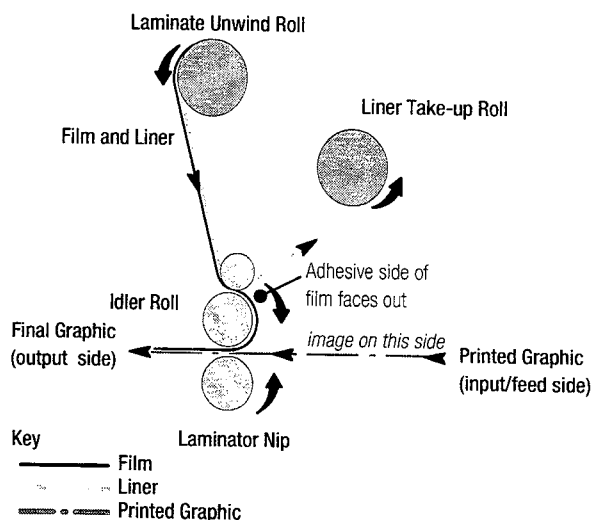 Laminate Unwind Roll
Liner Take-up Roll
Film and Liner
Adhesive side of
film faces out
Idler Roll
Final Graphic
(output side)
image on this side
Printed Graphic
(input/feed side)
Laminator Nip
Key
Film
Liner
Printed Graphic